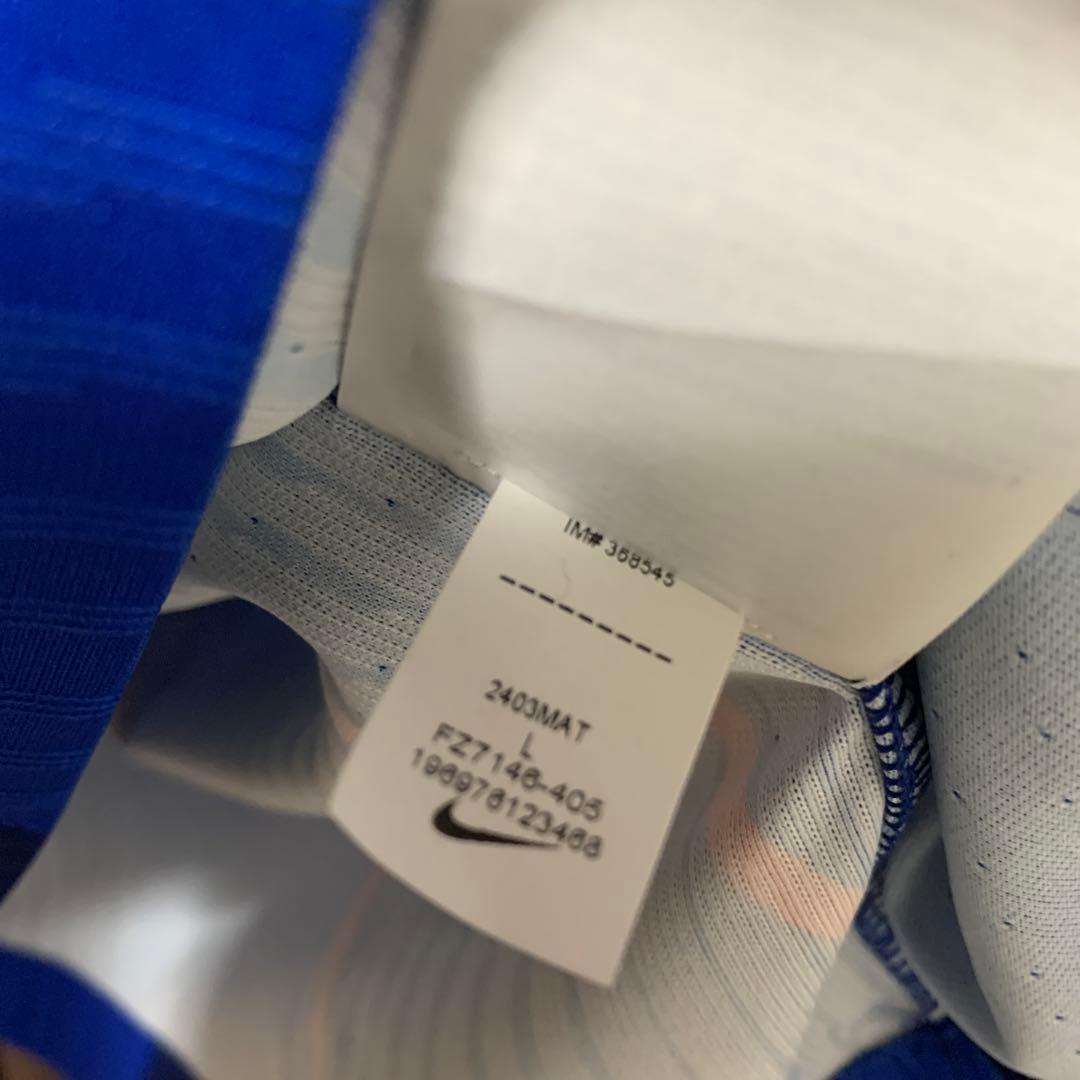 IM# 368545
--------
2403MAT
L
FZ7146-405
196976123468